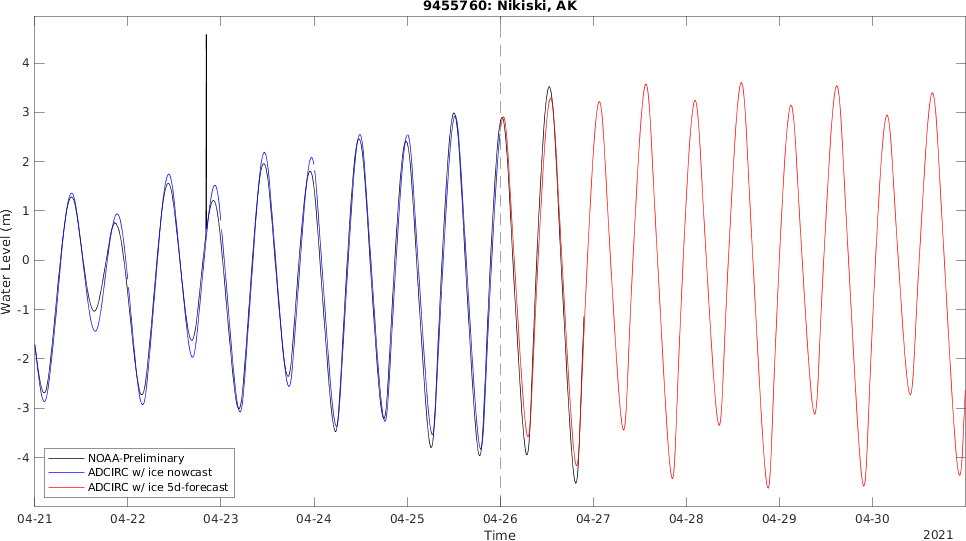 9455760: Nikiski, AK
4
3
2
1
0
-1
-2
-3
-4
Water Level (m)
NOAA-Preliminary
ADCIRC w/ ice nowcast
ADCIRC w/ ice 5d-forecast
04-21 04-22 04-23 04-24 04-25 04-26 04-27 04-28 04-29 04-30
Time
2021